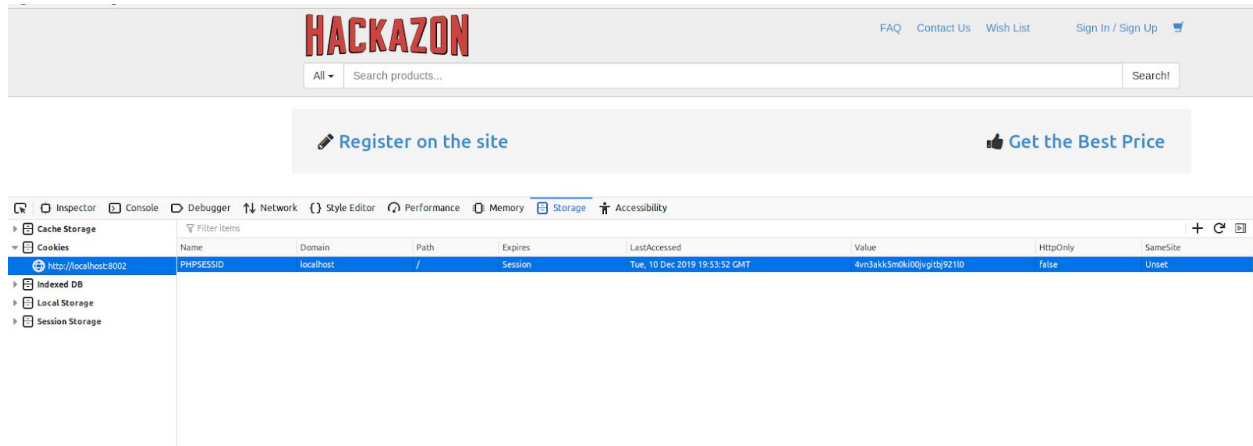 HACKAZON
FAQ Contact Us Wish List Sign In / Sign Up
All Search products... Search!
Register on the site Get the Best Price
Inspector Console Debugger Network {} Style Editor Performance Memory Storage Accessibility
Cache Storage Filter items
Cookies Name Domain Path Expires LastAccessed Value HttpOnly SameSite
http://localhost:8002 PHPSESSID localhost / Session Tue, 10 Dec 2019 19:53:52 GMT 4vn3akk5m0ki00jvgitbj921l0 false Unset
Indexed DB
Local Storage
Session Storage